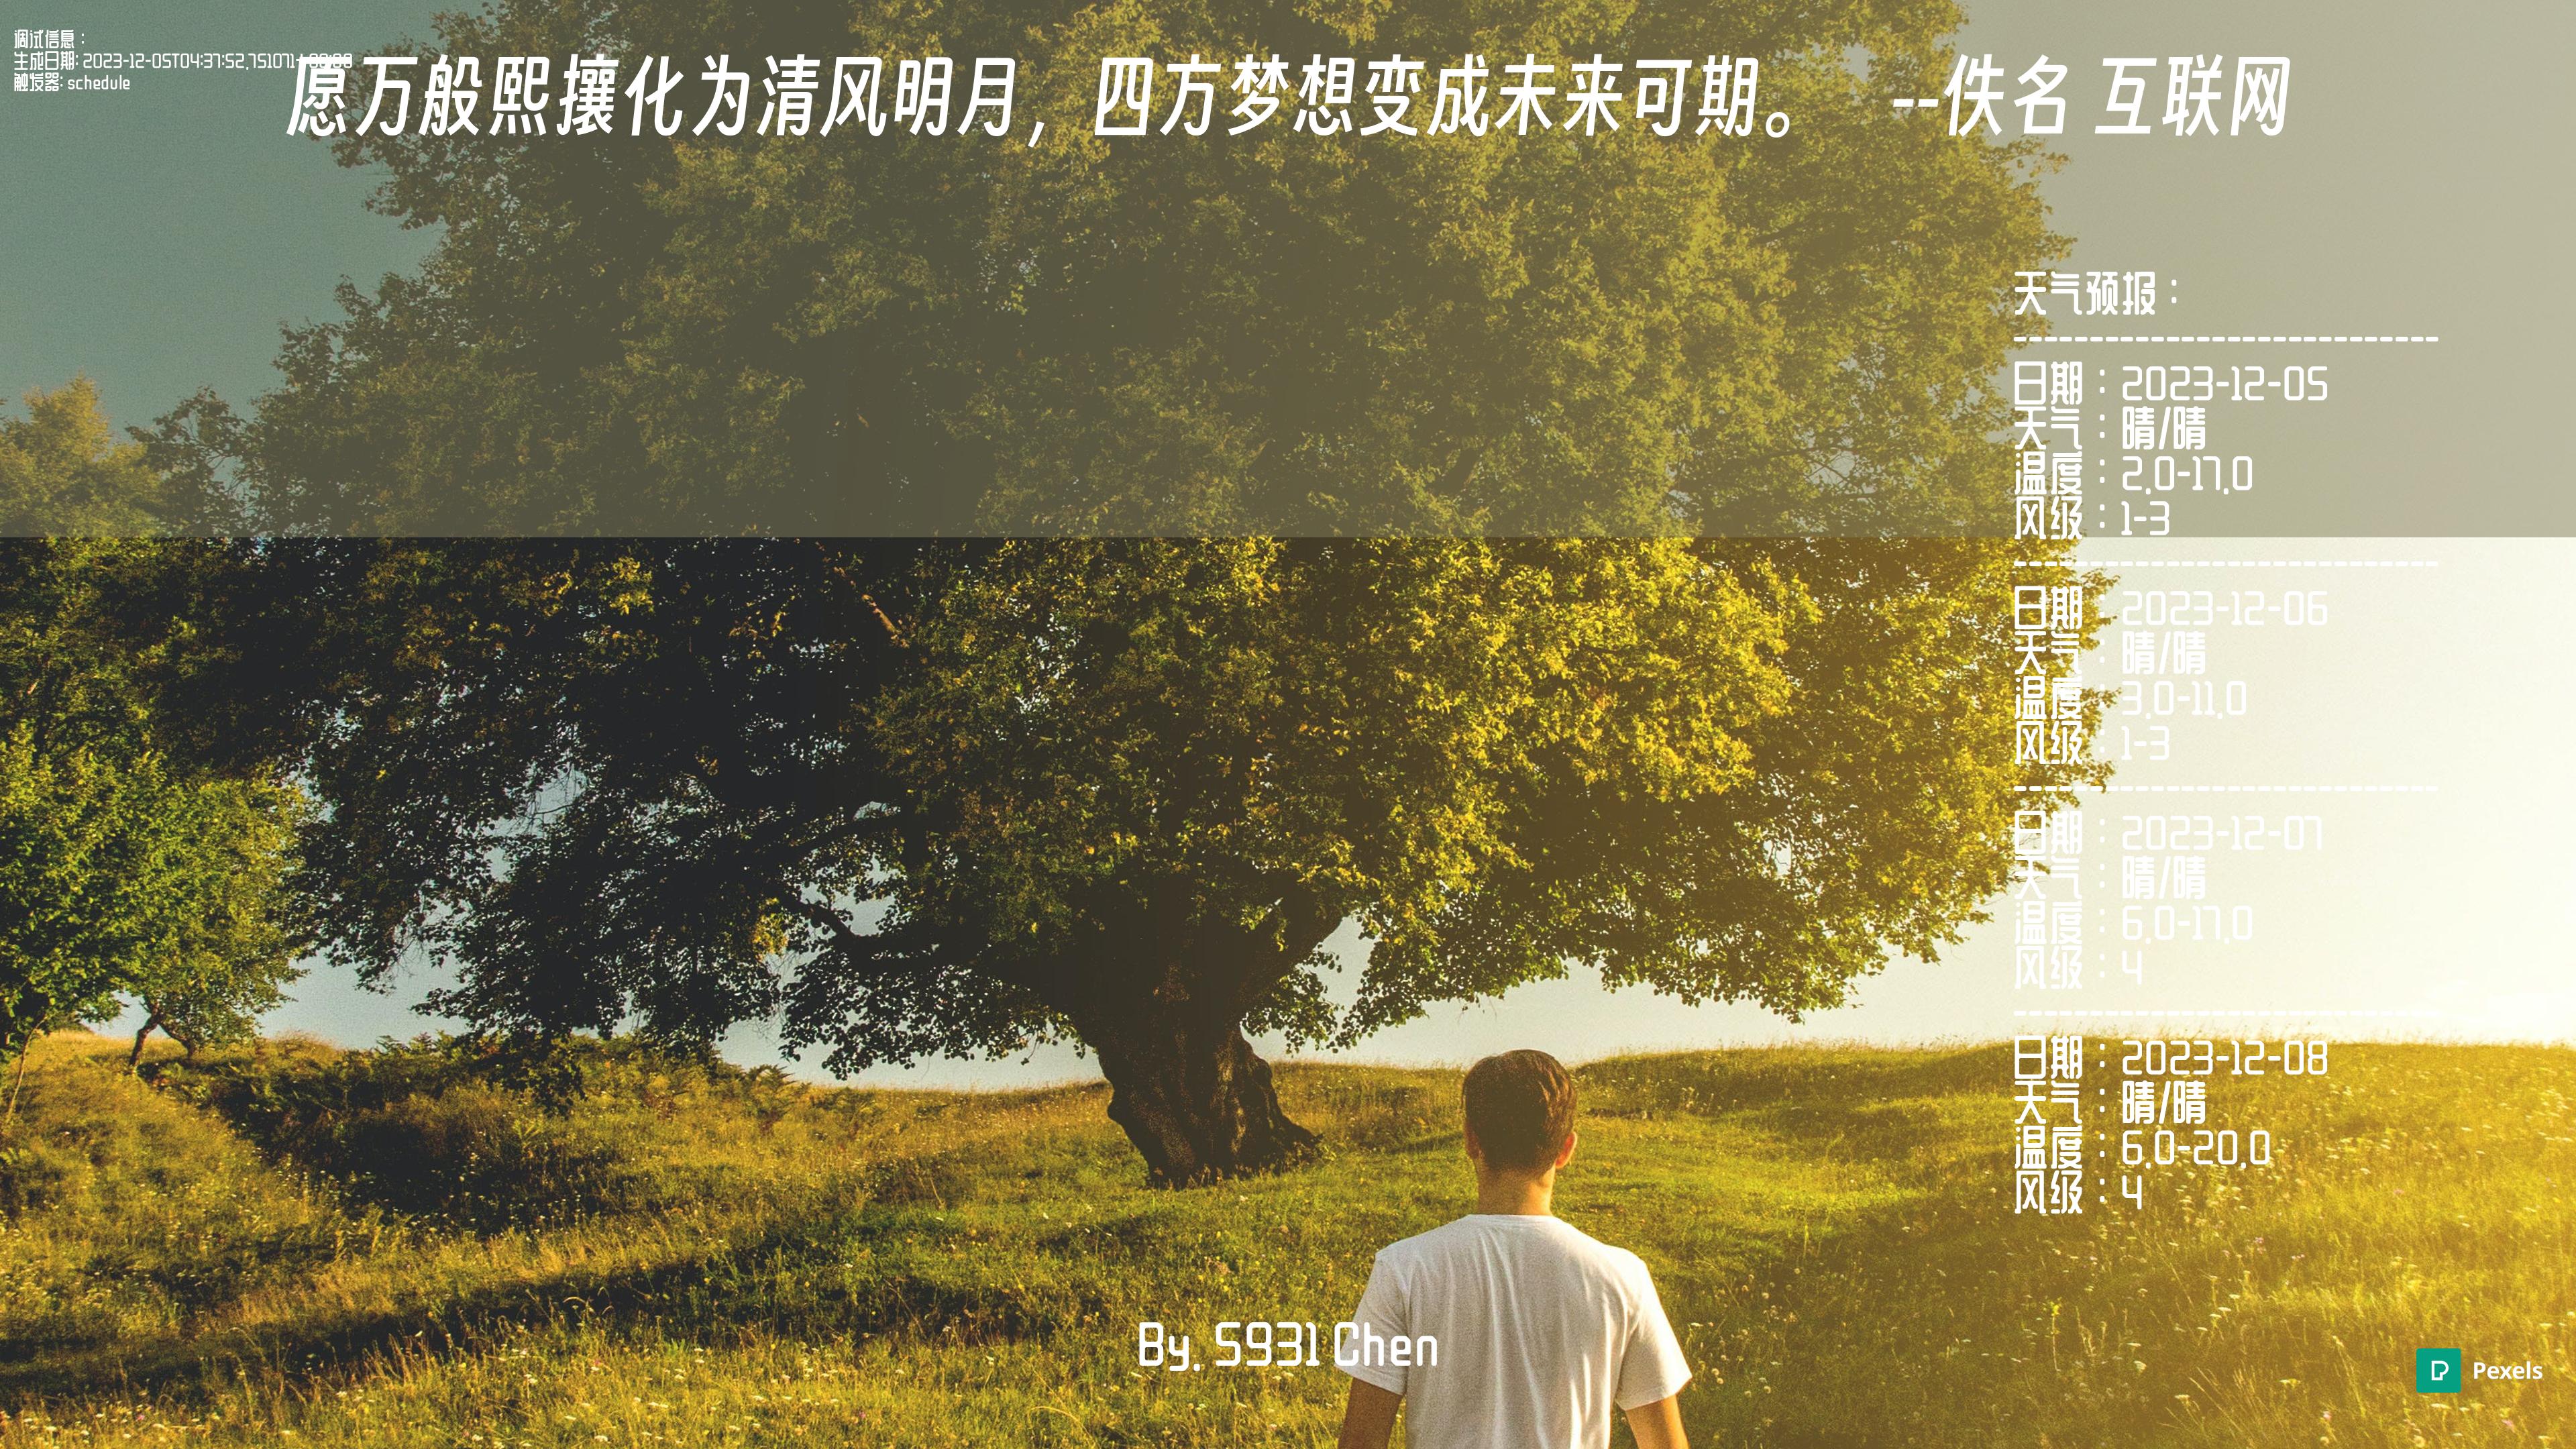 调试信息：
生成日期: 2023-12-05T04:37:52.751071+08:00
触发器: schedule
愿万般熙攘化为清风明月，四方梦想变成未来可期。 --佚名 互联网
天气预报：
----------------------------
日期：2023-12-05
天气：晴/晴
温度：2.0-17.0
风级：1-3
----------------------------
日期：2023-12-06
天气：晴/晴
温度：3.0-11.0
风级：1-3
----------------------------
日期：2023-12-07
天气：晴/晴
温度：6.0-17.0
风级：4
----------------------------
日期：2023-12-08
天气：晴/晴
温度：6.0-20.0
风级：4
By. S931 Chen
Pexels